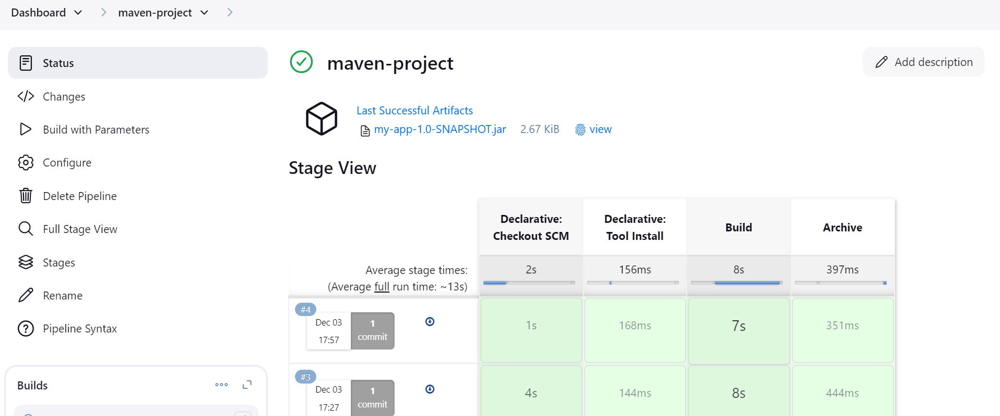 Dashboard
maven-project
Status
Changes
Build with Parameters
Configure
Delete Pipeline
Full Stage View
Stages
Rename
Pipeline Syntax
Builds
maven-project
Add description
Last Successful Artifacts
my-app-1.0-SNAPSHOT.jar 2.67 KiB view
Stage View
Declarative:
Checkout SCM
Declarative:
Tool Install
Build
Archive
Average stage times:
(Average full run time: ~13s)
2s
156ms
8s
397ms
#4
Dec 03
17:57
1
commit
1s
168ms
7s
351ms
#3
Dec 03
17:27
1
commit
4s
144ms
8s
444ms